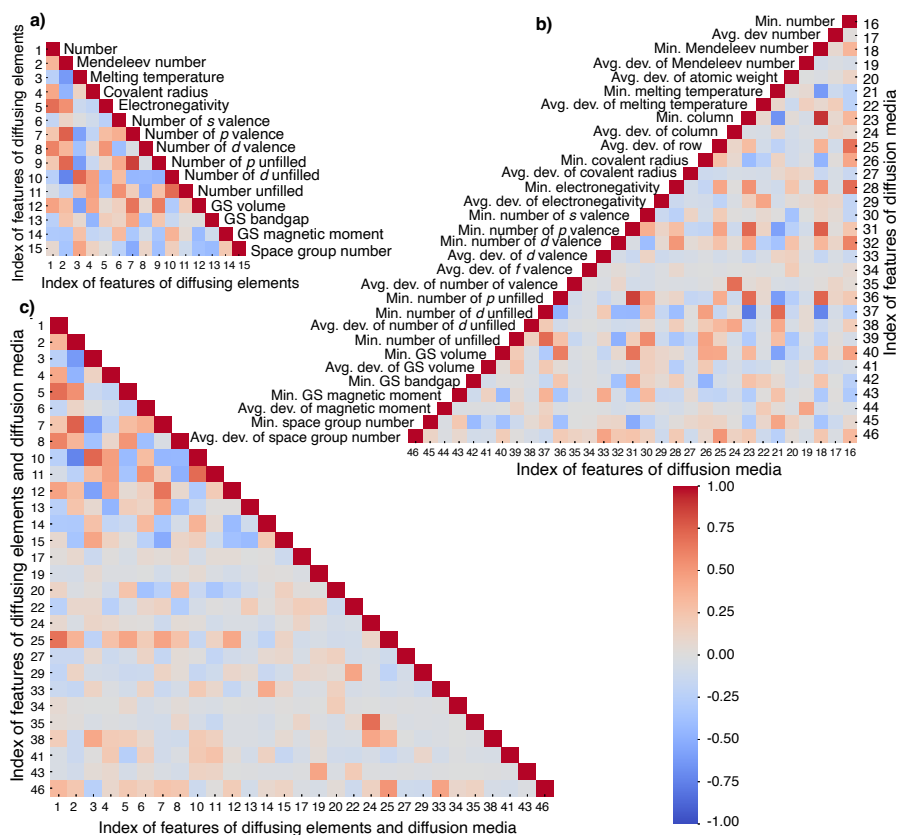 a)
Index of features of diffusing elements
1 Number
2 Mendeleev number
3 Melting temperature
4 Covalent radius
5 Electronegativity
6 Number of s valence
7 Number of p valence
8 Number of d valence
9 Number of p unfilled
10 Number of d unfilled
11 Number unfilled
12 GS volume
13 GS bandgap
14 GS magnetic moment
15 Space group number
1 2 3 4 5 6 7 8 9 10 11 12 13 14 15
Index of features of diffusing elements
b)
Min. number 16
Avg. dev number 17
Min. Mendeleev number 18
Avg. dev. of Mendeleev number 19
Avg. dev. of atomic weight 20
Min. melting temperature 21
Avg. dev. of melting temperature 22
Min. column 23
Avg. dev. of column 24
Avg. dev. of row 25
Min. covalent radius 26
Avg. dev. of covalent radius 27
Min. electronegativity 28
Avg. dev. of electronegativity 29
Min. number of s valence 30
Min. number of p valence 31
Min. number of d valence 32
Avg. dev. of d valence 33
Avg. dev. of f valence 34
Avg. dev. of number of valence 35
Min. number of p unfilled 36
Min. number of d unfilled 37
Avg. dev. of number of d unfilled 38
Min. number of unfilled 39
Min. GS volume 40
Avg. dev. of GS volume 41
Min. GS bandgap 42
Min. GS magnetic moment 43
Avg. dev. of magnetic moment 44
Min. space group number 45
Avg. dev. of space group number 46
46 45 44 43 42 41 40 39 38 37 36 35 34 33 32 31 30 29 28 27 26 25 24 23 22 21 20 19 18 17 16
Index of features of diffusion media
Index of features of diffusion media
c)
Index of features of diffusing elements and diffusion media
1
2
3
4
5
6
7
8
10
11
12
13
14
15
17
19
20
22
24
25
27
29
33
34
35
38
41
43
46
1 2 3 4 5 6 7 8 10 11 12 13 14 15 17 19 20 22 24 25 27 29 33 34 35 38 41 43 46
Index of features of diffusing elements and diffusion media
1.00
0.75
0.50
0.25
0.00
-0.25
-0.50
-0.75
-1.00